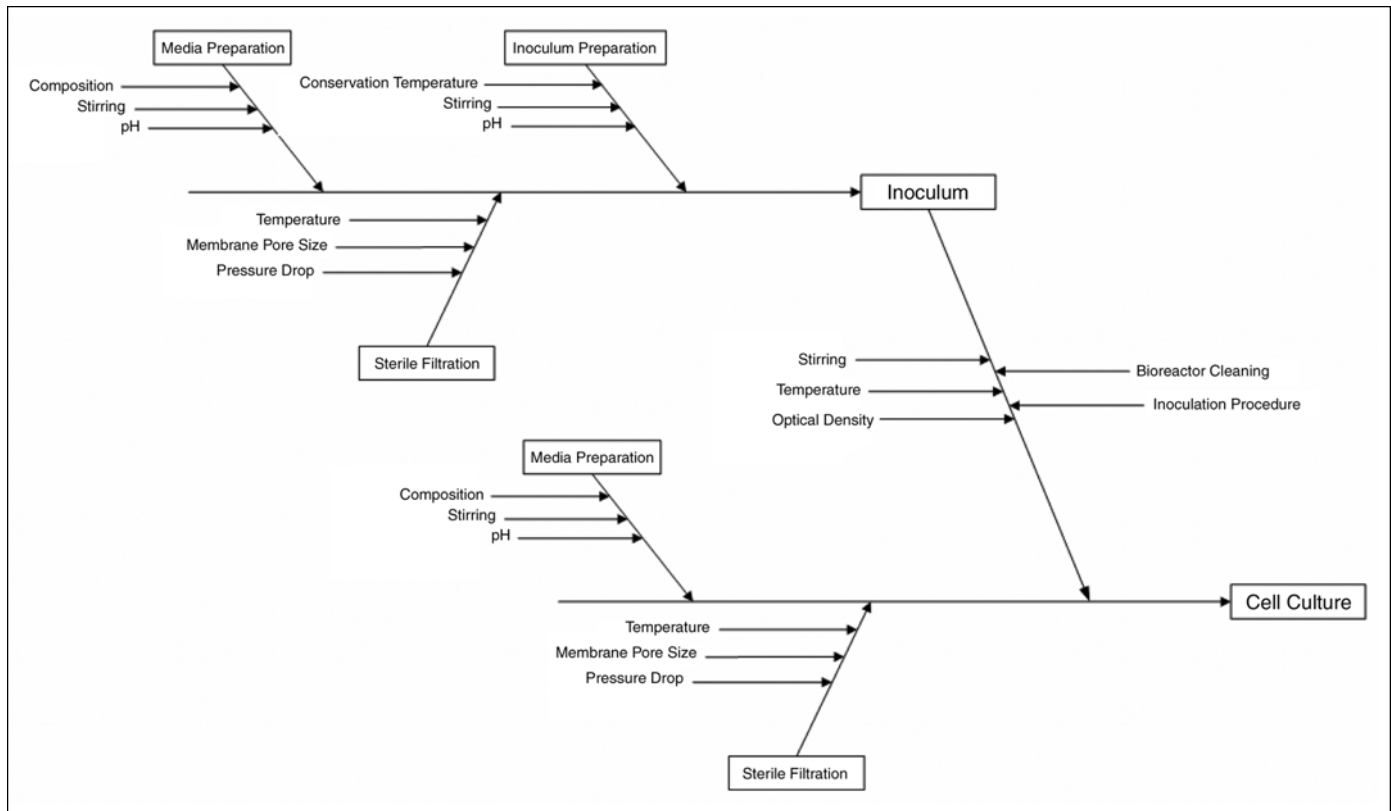 Media Preparation
Inoculum Preparation
Composition
Stirring
pH
Conservation Temperature
Stirring
pH
Inoculum
Temperature
Membrane Pore Size
Pressure Drop
Sterile Filtration
Stirring
Bioreactor Cleaning
Temperature
Inoculation Procedure
Optical Density
Media Preparation
Composition
Stirring
pH
Cell Culture
Temperature
Membrane Pore Size
Pressure Drop
Sterile Filtration